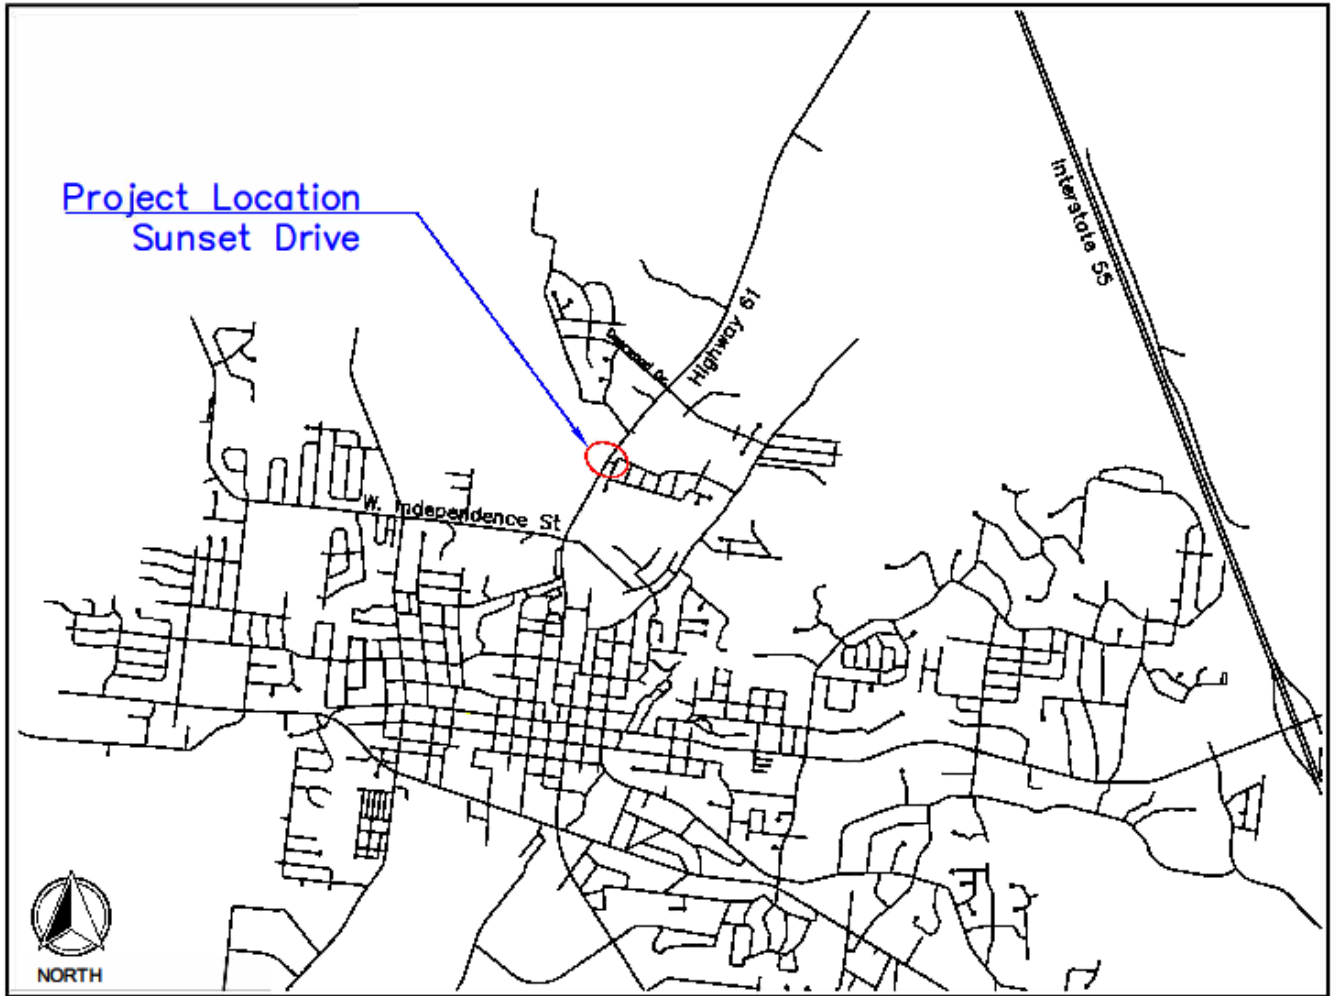 Project Location
Sunset Drive
Interstate 55
Highway 61
W. Independence St
NORTH